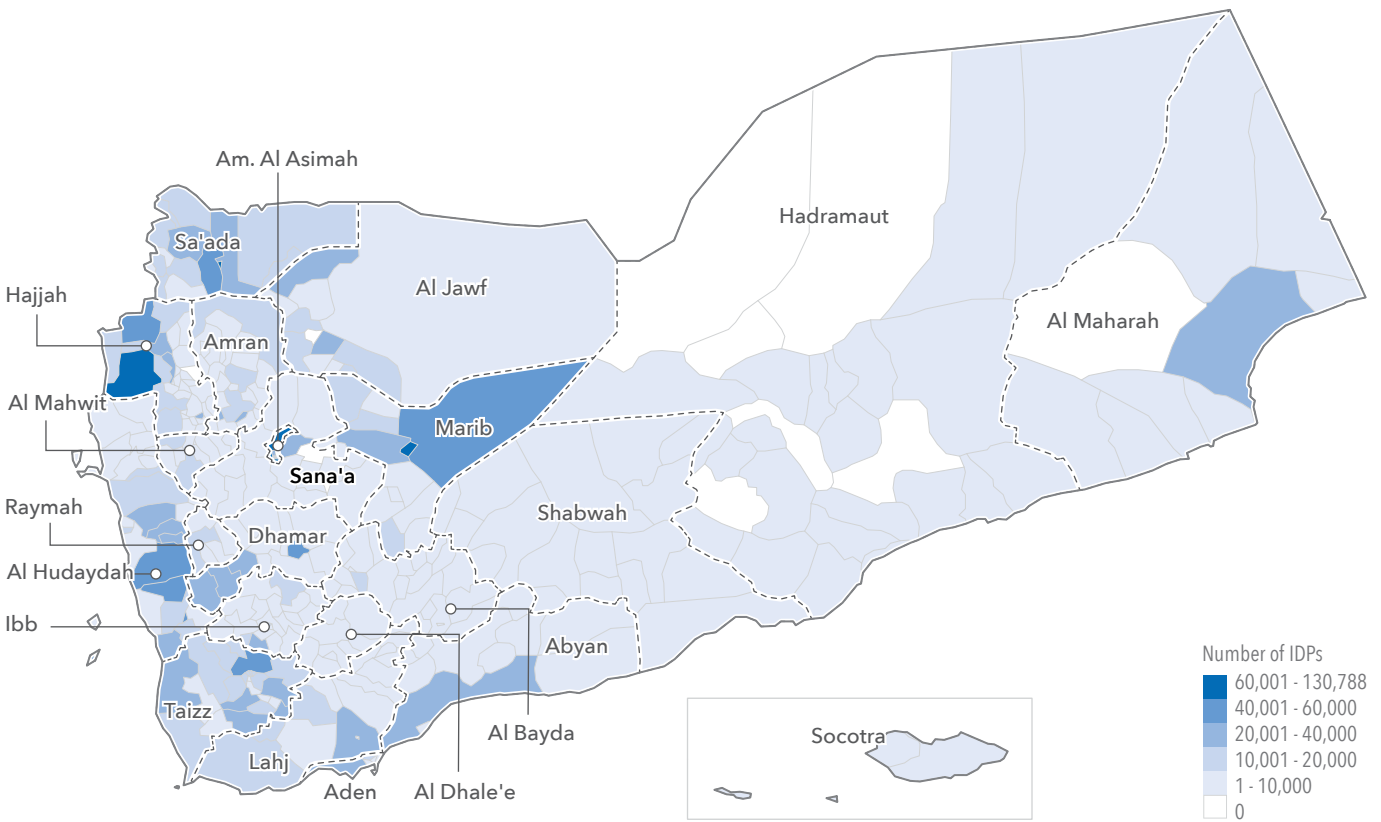 Am. Al Asimah
Hadramaut
Sa'ada
Al Jawf
Hajjah
Al Maharah
Amran
Al Mahwit
Marib
Sana'a
Raymah
Shabwah
Dhamar
Al Hudaydah
Ibb
Abyan
Number of IDPs
60,001 - 130,788
40,001 - 60,000
20,001 - 40,000
10,001 - 20,000
1 - 10,000
0
Taizz
Al Bayda
Socotra
Lahj
Aden
Al Dhale'e